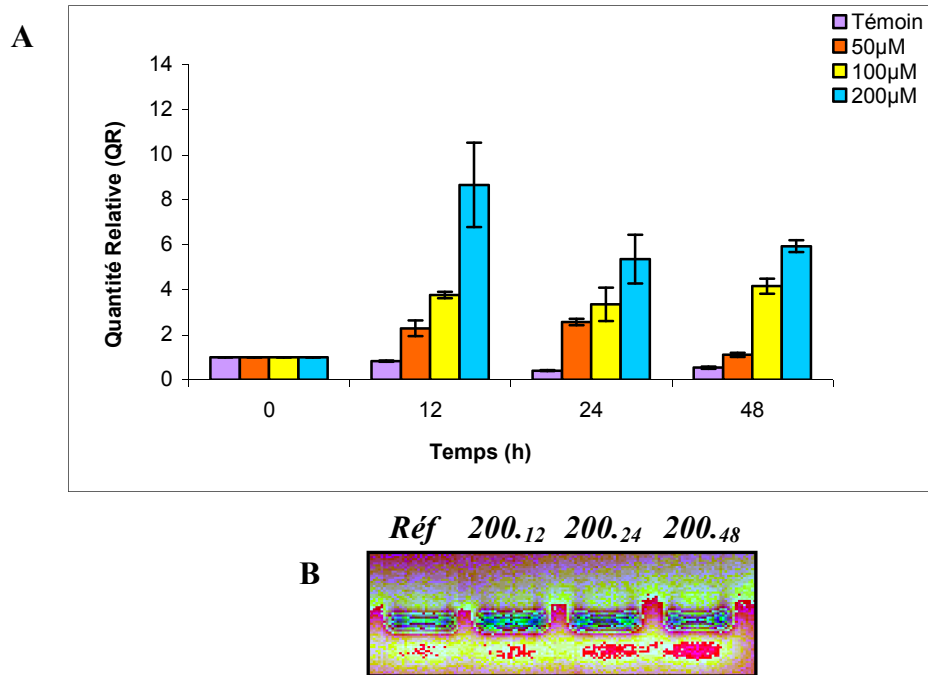 A
Témoin
50µM
100µM
200µM
14
12
10
8
6
4
2
0
Quantité Relative (QR)
0 12 24 48
Temps (h)
Réf 200.12 200.24 200.48
B